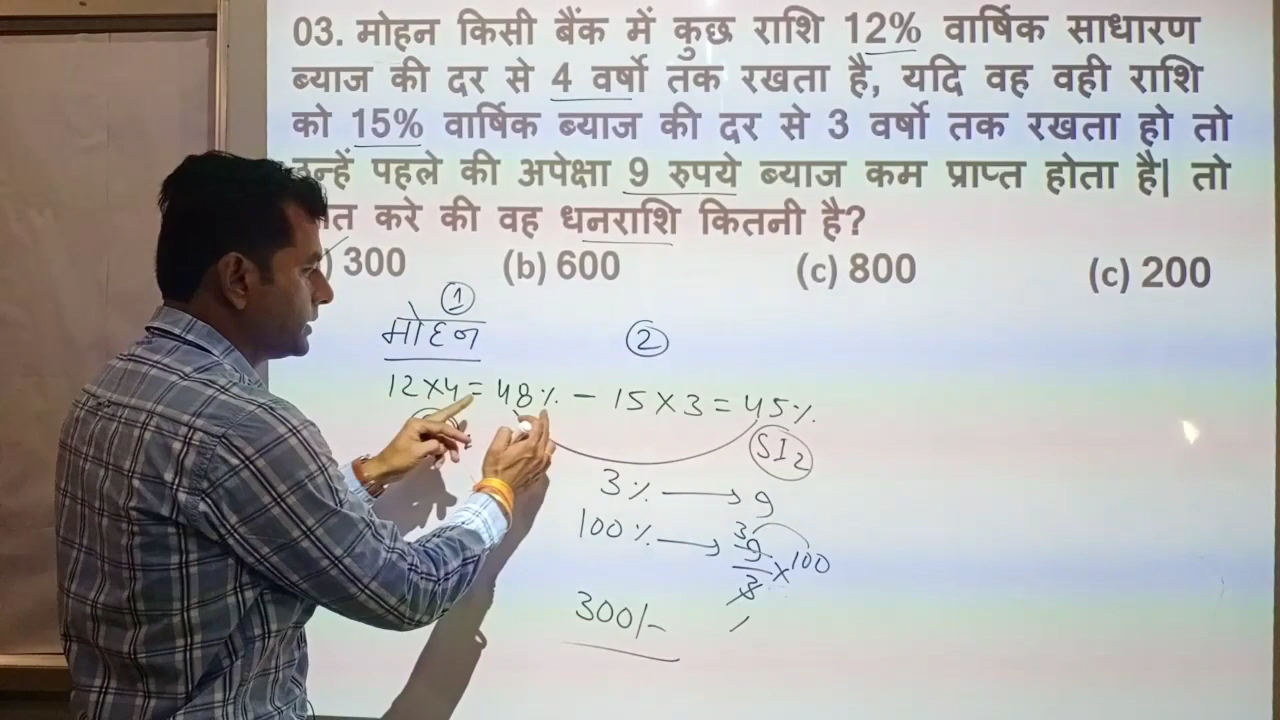 03. मोहन किसी बैंक में कुछ राशि 12% वार्षिक साधारण
ब्याज की दर से 4 वर्षो तक रखता है, यदि वह वही राशि
को 15% वार्षिक ब्याज की दर से 3 वर्षो तक रखता हो तो
उन्हें पहले की अपेक्षा 9 रुपये ब्याज कम प्राप्त होता है| तो
करे की वह धनराशि कितनी है?
) 300 (b) 600 (c) 800 (c) 200
1
मोहन 2
12×4 = 48% - 15×3 = 45%
SI2
3% → 9
100% → 9/3 × 100
3
300/-